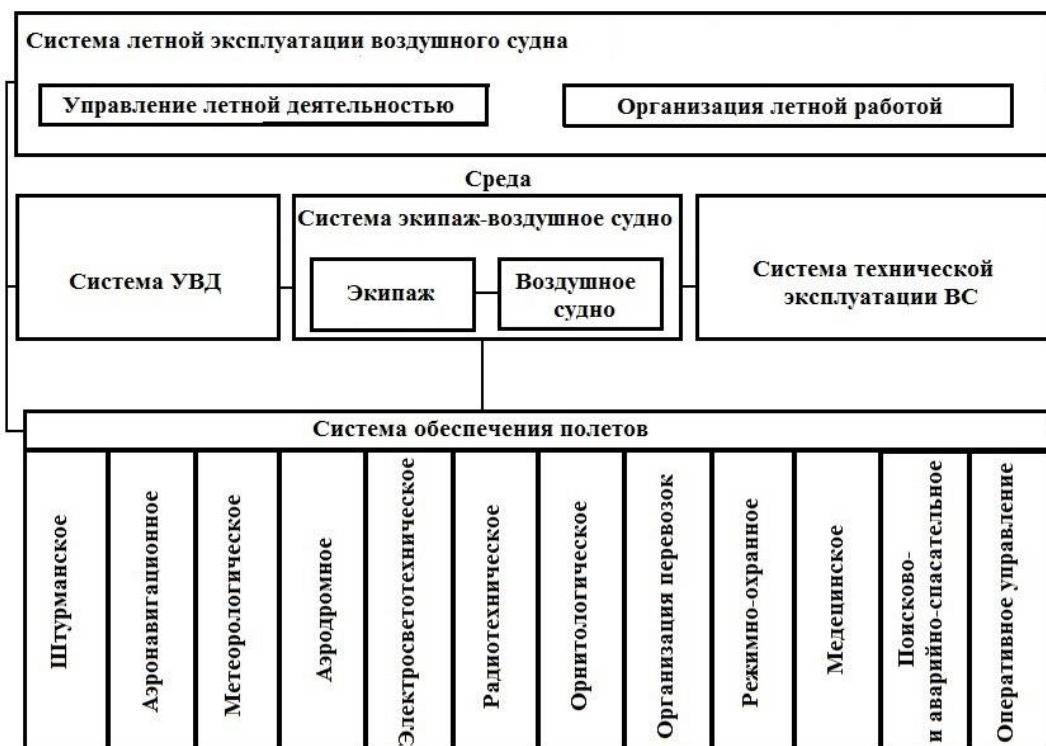 Система летной эксплуатации воздушного судна
Управление летной деятельностью
Организация летной работой
Среда
Система УВД
Система экипаж-воздушное судно
Экипаж
Воздушное
судно
Система технической
эксплуатации ВС
Система обеспечения полетов
Штурманское
Аэронавигационное
Метеорологическое
Аэродромное
Электросветотехническое
Радиотехническое
Орнитологическое
Организация перевозок
Режимно-охранное
Медецинское
Поисково-
и аварийно-спасательное
Оперативное управление